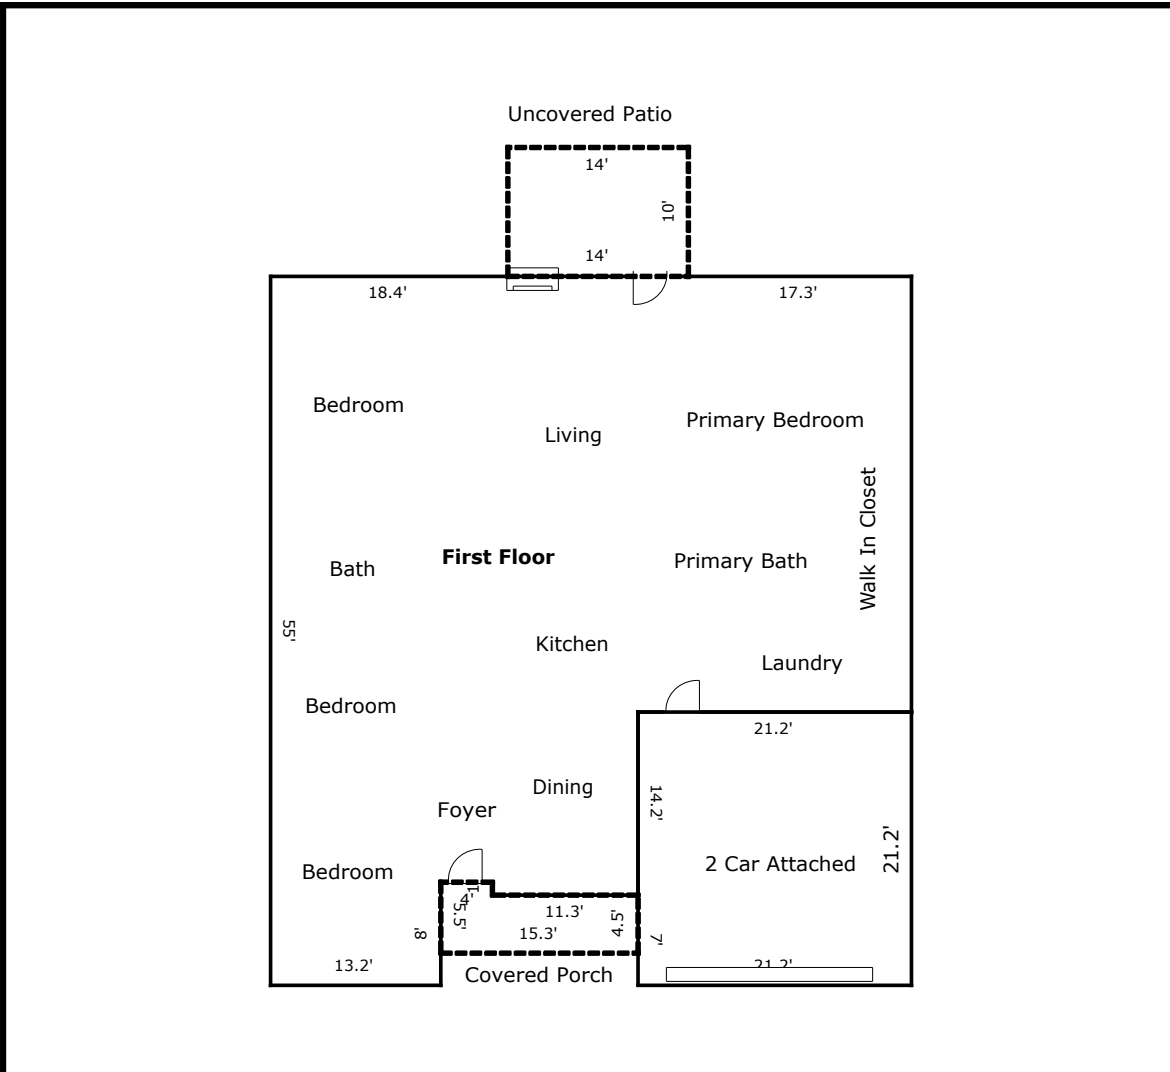 Uncovered Patio
14'
10'
14'
18.4'
17.3'
Bedroom
Living
Primary Bedroom
Walk In Closet
First Floor
Primary Bath
Bath
55'
Kitchen
Laundry
Bedroom
21.2'
Dining
14.2'
Foyer
21.2'
2 Car Attached
Bedroom
1'
4'
5.5'
11.3'
4.5'
8'
15.3'
7'
13.2'
21.2'
Covered Porch